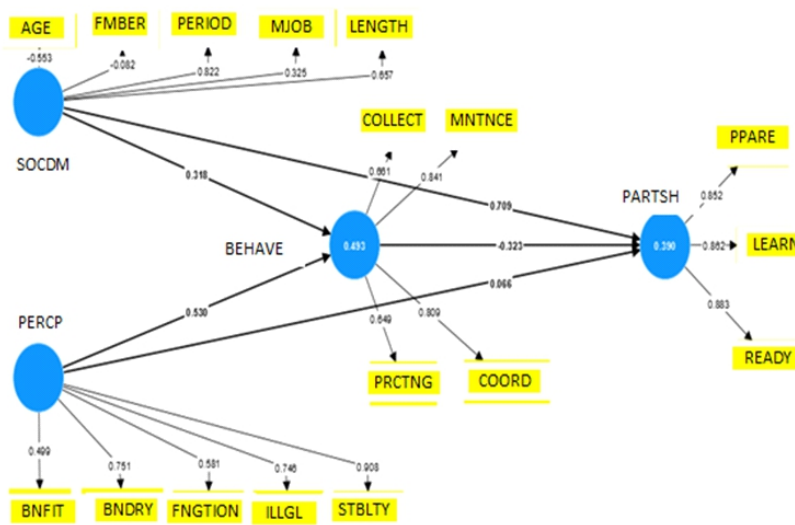 AGE FMBER PERIOD MJOB LENGTH
-0.553 -0.082 0.822 0.325 0.657
SOCDM
COLLECT MNTNCE
PPARE
0.318
0.661 0.841
0.709
PARTSH
0.852
BEHAVE
0.493
-0.323
0.390
0.862
LEARN
0.530
0.066
PERCP
0.649 0.809
0.883
PRCTNG COORD
READY
0.499 0.751 0.581 0.746 0.908
BNFIT BNDRY FNGTION ILLGL STBLTY